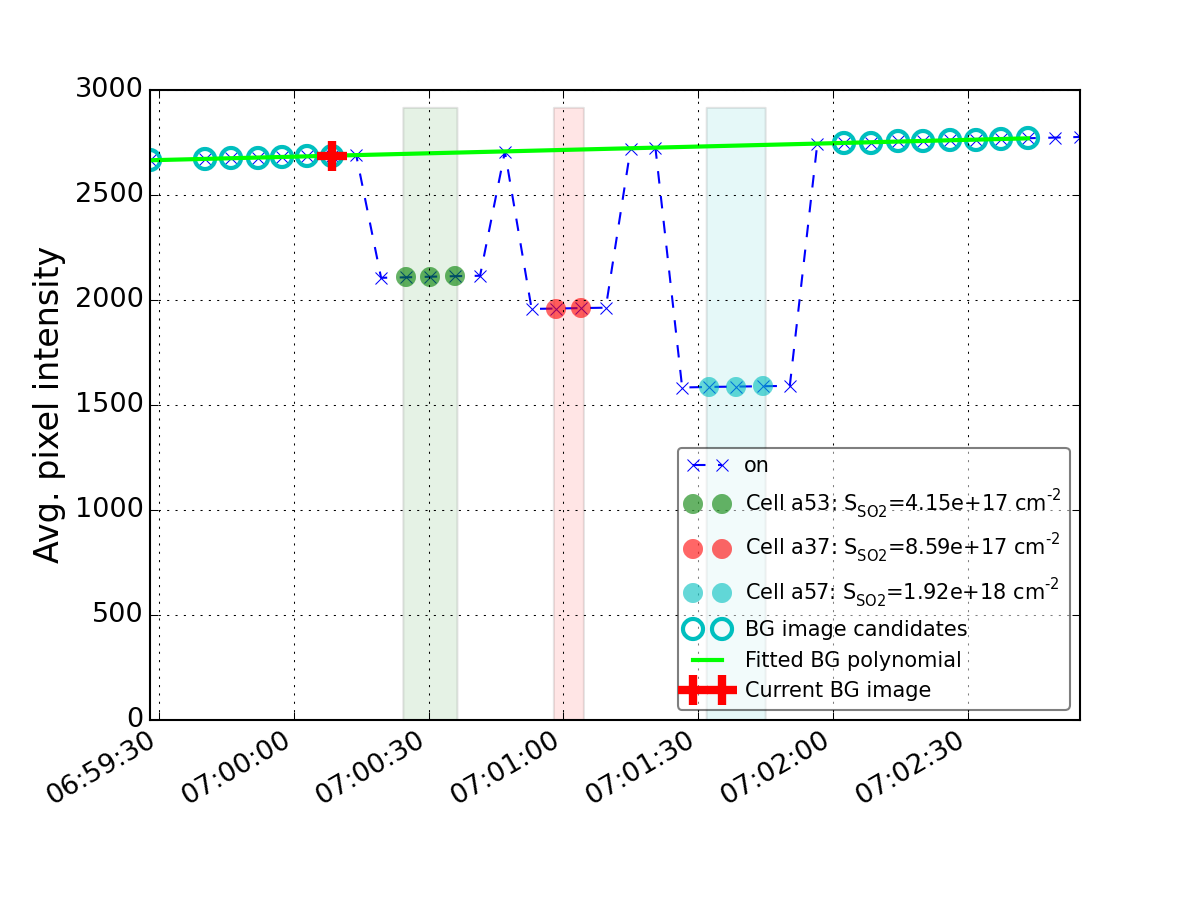 3000
2500
2000
1500
1000
500
0
Avg. pixel intensity
06:59:30
07:00:00
07:00:30
07:01:00
07:01:30
07:02:00
07:02:30
on
Cell a53: S_SO2=4.15e+17 cm^-2
Cell a37: S_SO2=8.59e+17 cm^-2
Cell a57: S_SO2=1.92e+18 cm^-2
BG image candidates
Fitted BG polynomial
Current BG image